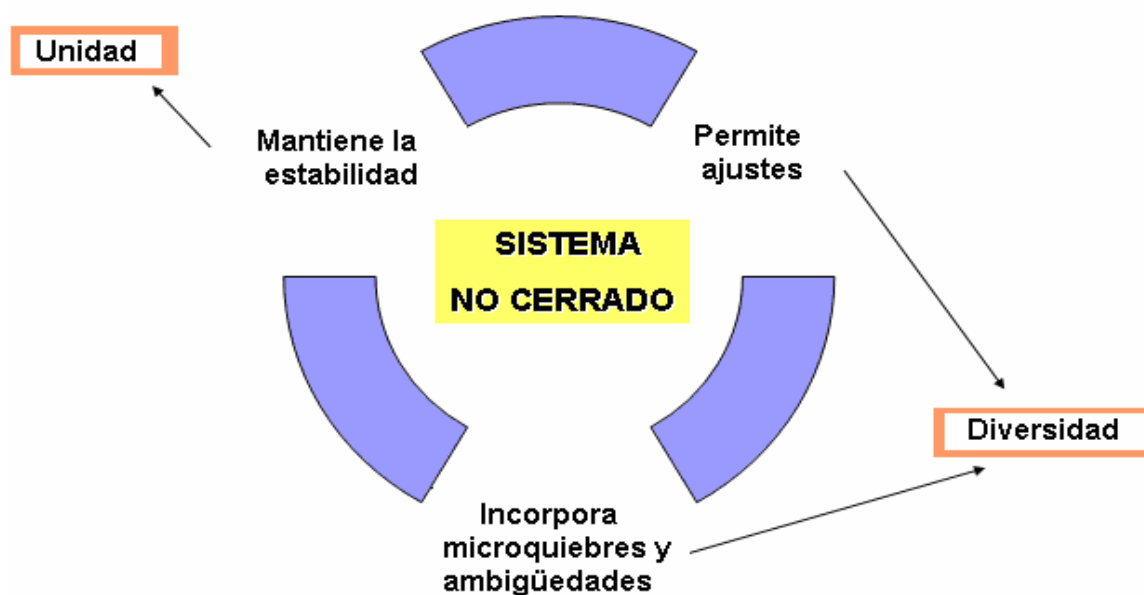 Unidad
Mantiene la
estabilidad
Permite
ajustes
SISTEMA
NO CERRADO
Diversidad
Incorpora
microquiebres y
ambigüedades